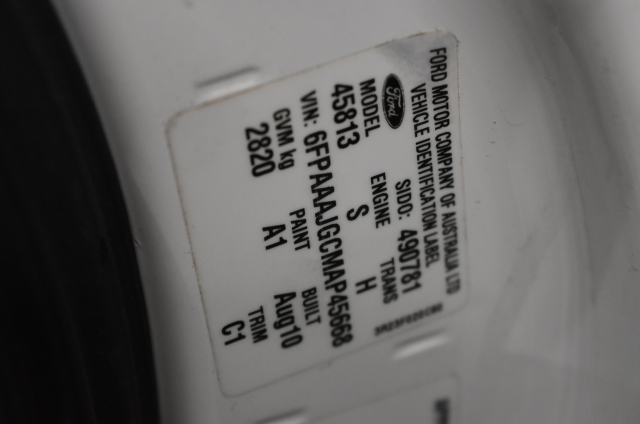 FORD MOTOR COMPANY OF AUSTRALIA LTD
VEHICLE IDENTIFICATION LABEL
Ford
SIDO: 490781
MODEL ENGINE TRANS
45813 S H
VIN: 6FPAAAJGCMAP45668
GVM kg PAINT BUILT TRIM
2820 A1 Aug10 C1